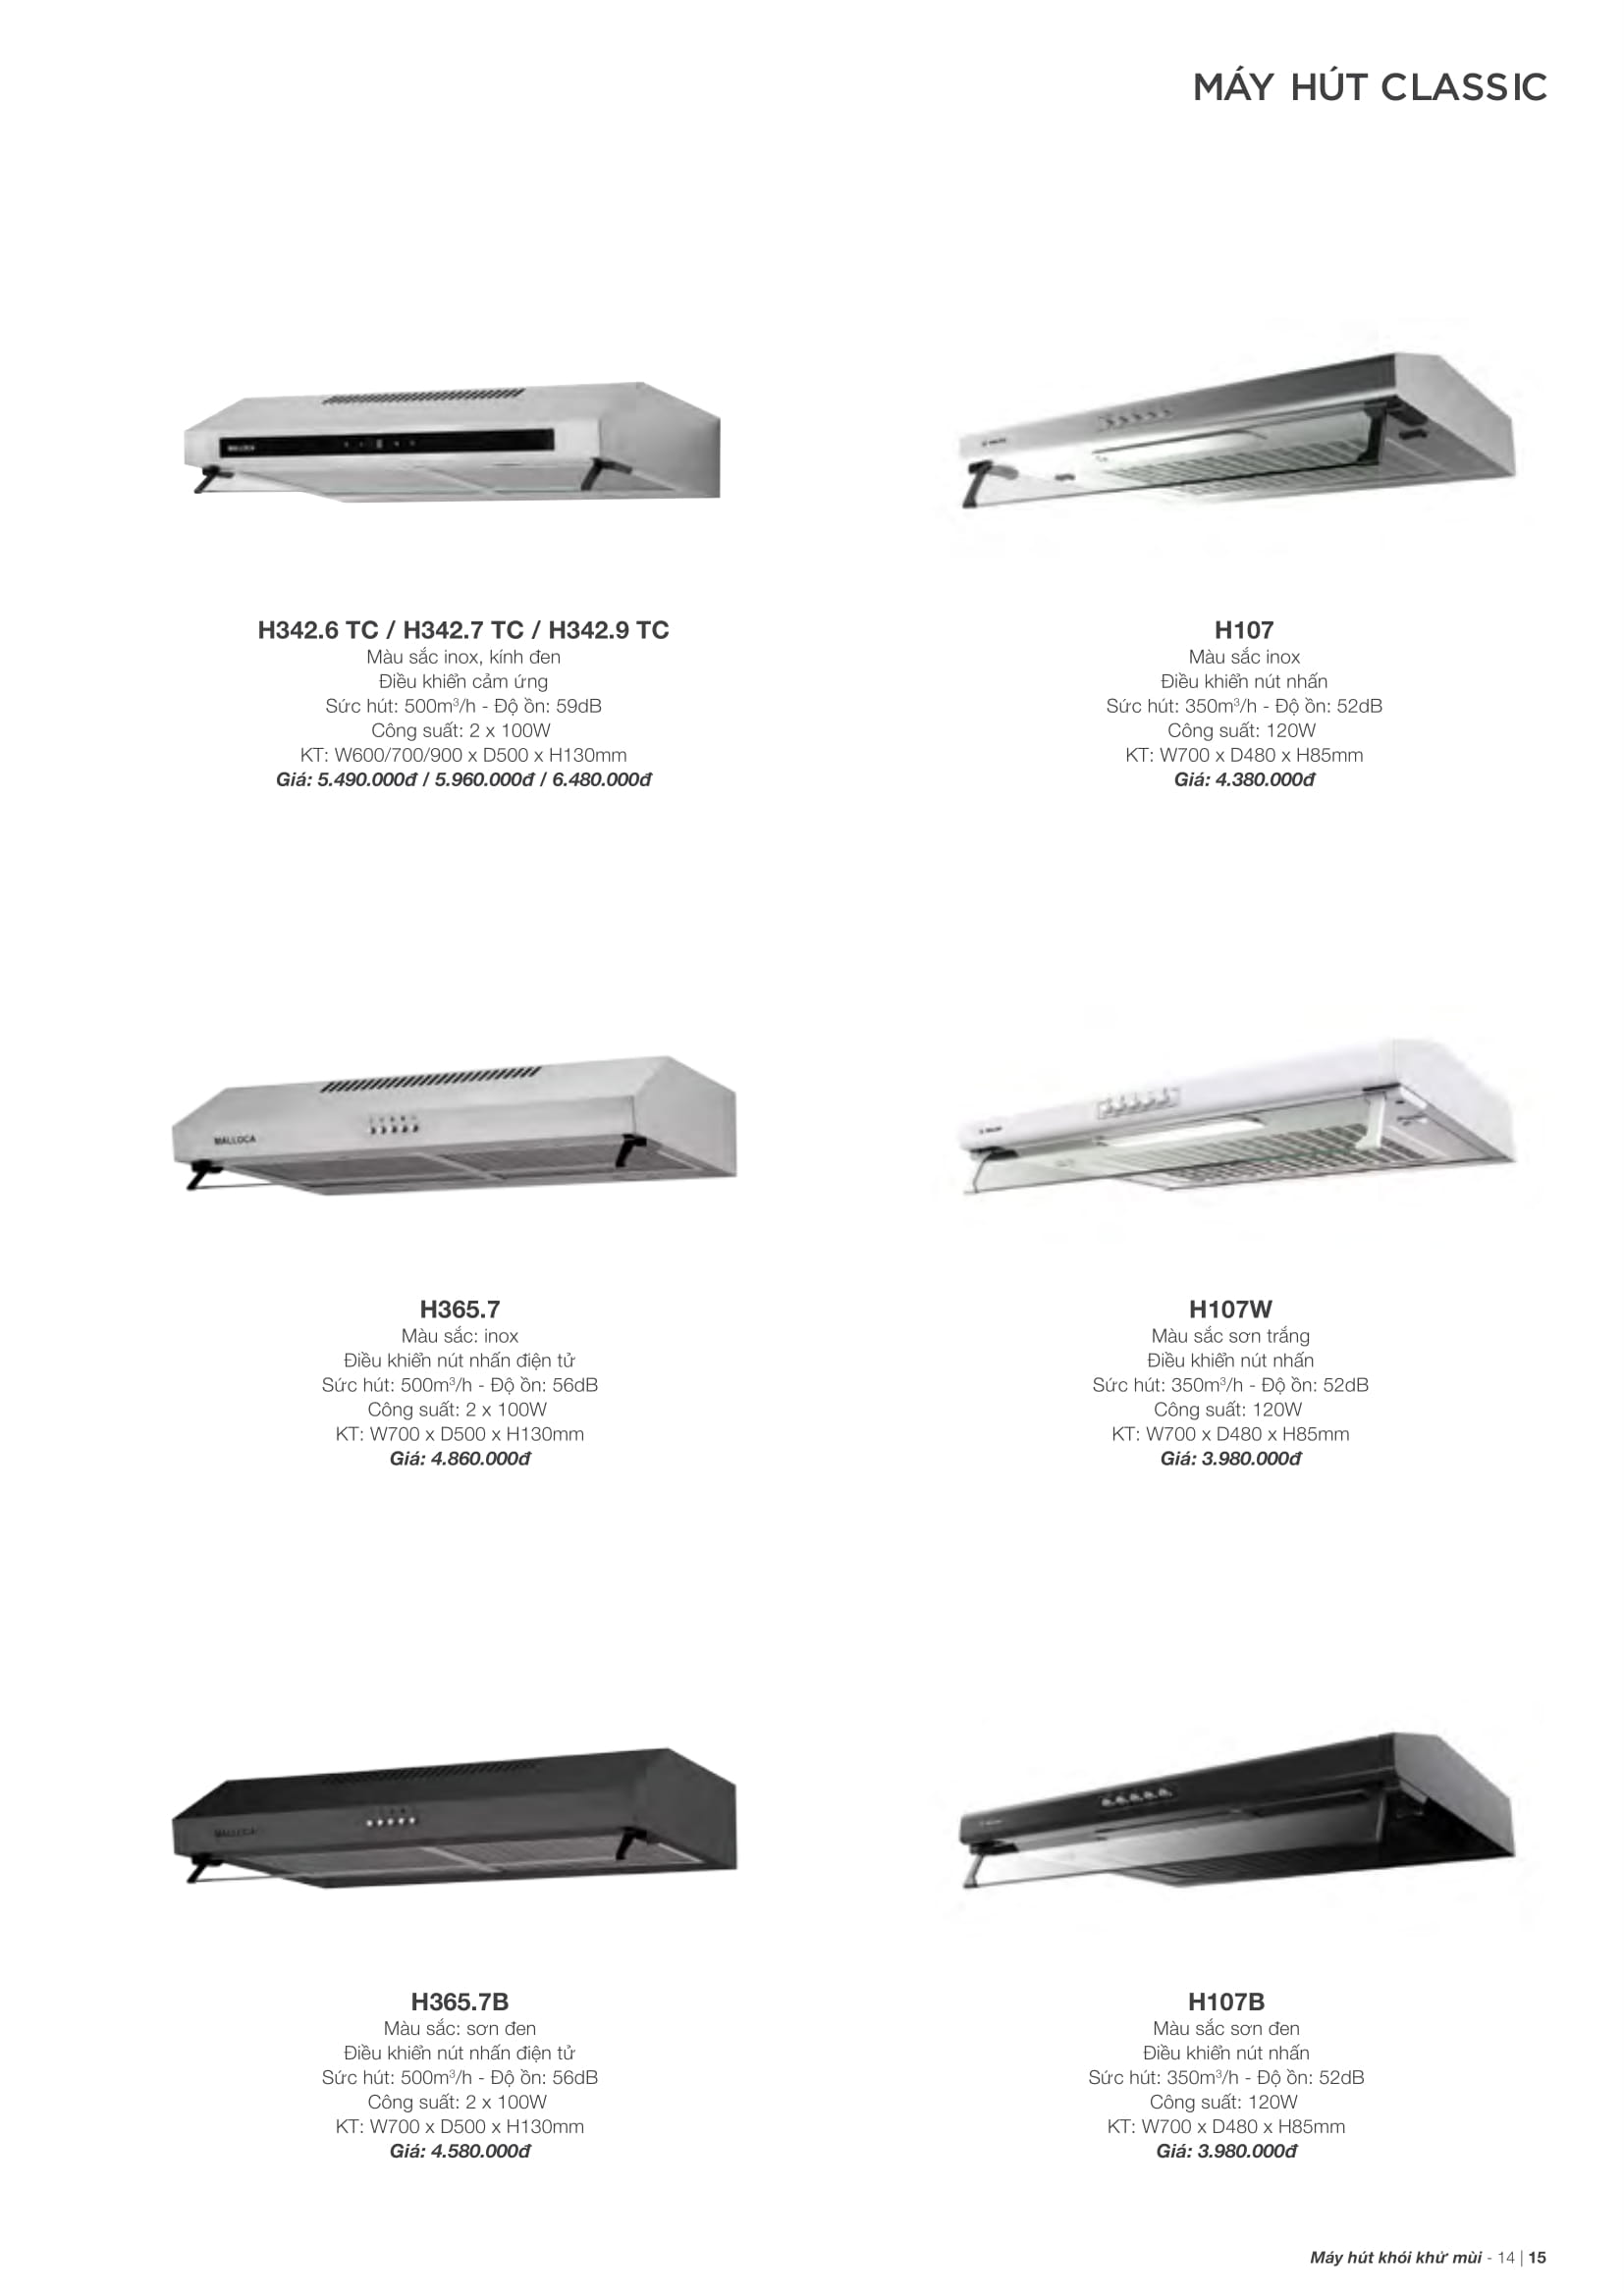 MÁY HÚT CLASSIC
MALLOCA
H342.6 TC / H342.7 TC / H342.9 TC
Màu sắc inox, kính đen
Điều khiển cảm ứng
Sức hút: 500m³/h - Độ ồn: 59dB
Công suất: 2 x 100W
KT: W600/700/900 x D500 x H130mm
Giá: 5.490.000đ / 5.960.000đ / 6.480.000đ
H107
Màu sắc inox
Điều khiển nút nhấn
Sức hút: 350m³/h - Độ ồn: 52dB
Công suất: 120W
KT: W700 x D480 x H85mm
Giá: 4.380.000đ
MALLOCA
H365.7
Màu sắc: inox
Điều khiển nút nhấn điện tử
Sức hút: 500m³/h - Độ ồn: 56dB
Công suất: 2 x 100W
KT: W700 x D500 x H130mm
Giá: 4.860.000đ
H107W
Màu sắc sơn trắng
Điều khiển nút nhấn
Sức hút: 350m³/h - Độ ồn: 52dB
Công suất: 120W
KT: W700 x D480 x H85mm
Giá: 3.980.000đ
MALLOCA
H365.7B
Màu sắc: sơn đen
Điều khiển nút nhấn điện tử
Sức hút: 500m³/h - Độ ồn: 56dB
Công suất: 2 x 100W
KT: W700 x D500 x H130mm
Giá: 4.580.000đ
H107B
Màu sắc sơn đen
Điều khiển nút nhấn
Sức hút: 350m³/h - Độ ồn: 52dB
Công suất: 120W
KT: W700 x D480 x H85mm
Giá: 3.980.000đ
Máy hút khói khử mùi - 14 | 15